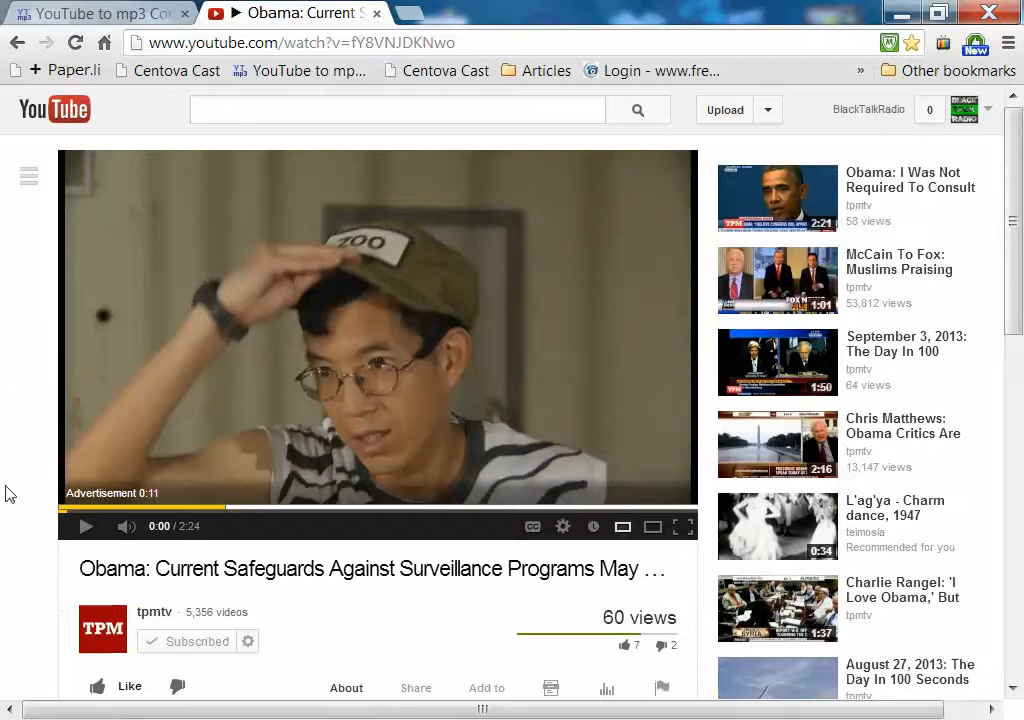 YouTube to mp3 Co
Obama: Current S
www.youtube.com/watch?v=fY8VNJDKNwo
New
+ Paper.li
Centova Cast
YouTube to mp...
Centova Cast
Articles
Login - www.fre...
»
Other bookmarks
YouTube
Upload
BlackTalkRadio
0
BLACK
TALK
RADIO
ZOO
Advertisement 0:11
0:00 / 2:24
CC
Obama: Current Safeguards Against Surveillance Programs May ...
TPM
tpmtv · 5,356 videos
Subscribed
60 views
7
2
Like
About
Share
Add to
2:21
Obama: I Was Not
Required To Consult
tpmtv
58 views
1:01
McCain To Fox:
Muslims Praising
tpmtv
53,812 views
1:50
September 3, 2013:
The Day In 100
tpmtv
64 views
2:16
Chris Matthews:
Obama Critics Are
tpmtv
13,147 views
0:34
L'ag'ya - Charm
dance, 1947
teimosia
Recommended for you
1:37
Charlie Rangel: 'I
Love Obama,' But
tpmtv
August 27, 2013: The
Day In 100 Seconds
tpmtv